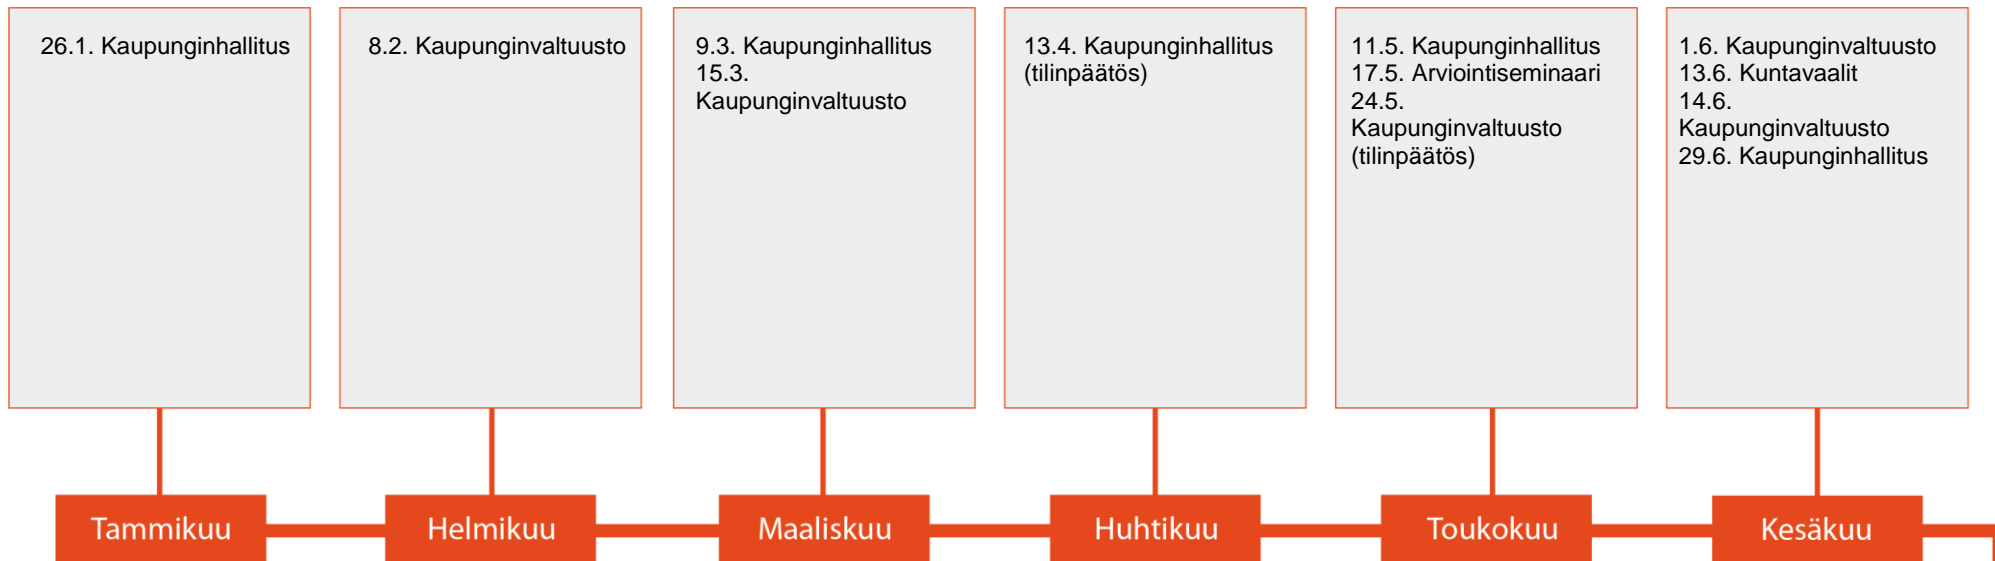 26.1. Kaupunginhallitus
8.2. Kaupunginvaltuusto
9.3. Kaupunginhallitus
15.3.
Kaupunginvaltuusto
13.4. Kaupunginhallitus
(tilinpäätös)
11.5. Kaupunginhallitus
17.5. Arviointiseminaari
24.5.
Kaupunginvaltuusto
(tilinpäätös)
1.6. Kaupunginvaltuusto
13.6. Kuntavaalit
14.6.
Kaupunginvaltuusto
29.6. Kaupunginhallitus
Tammikuu
Helmikuu
Maaliskuu
Huhtikuu
Toukokuu
Kesäkuu